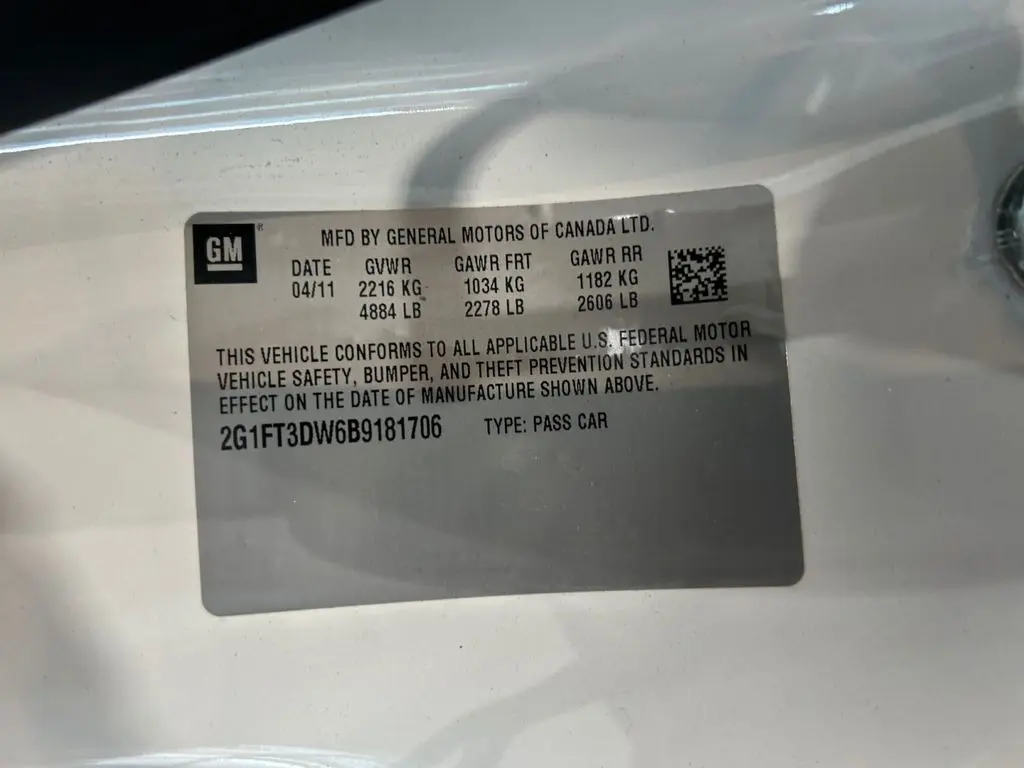 GM ® MFD BY GENERAL MOTORS OF CANADA LTD.
DATE GVWR GAWR FRT GAWR RR
04/11 2216 KG 1034 KG 1182 KG
4884 LB 2278 LB 2606 LB
THIS VEHICLE CONFORMS TO ALL APPLICABLE U.S. FEDERAL MOTOR
VEHICLE SAFETY, BUMPER, AND THEFT PREVENTION STANDARDS IN
EFFECT ON THE DATE OF MANUFACTURE SHOWN ABOVE.
2G1FT3DW6B9181706 TYPE: PASS CAR